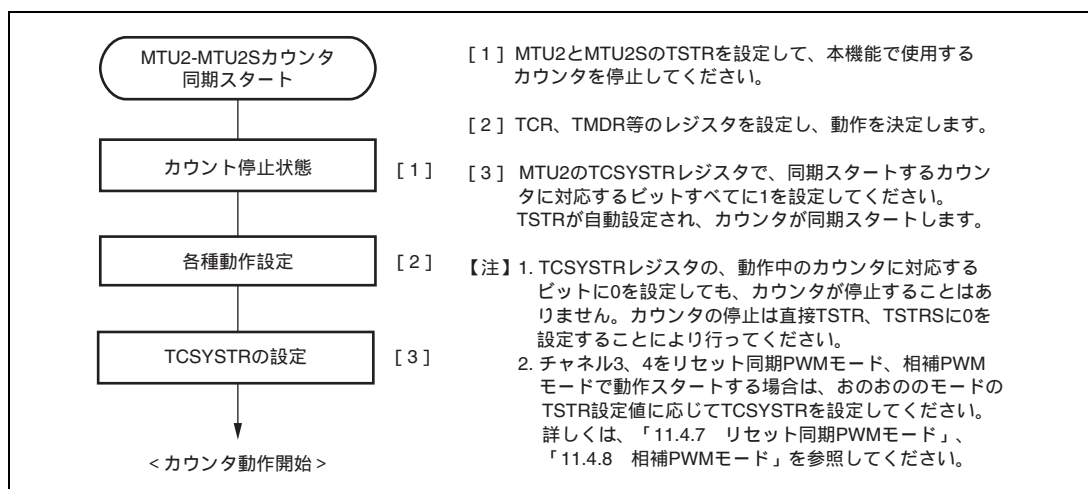 MTU2-MTU2Sカウンタ
同期スタート
カウント停止状態 [1]
各種動作設定 [2]
TCSYSTRの設定 [3]
<カウンタ動作開始>
[1] MTU2とMTU2SのTSTRを設定して、本機能で使用する
カウンタを停止してください。
[2] TCR、TMDR等のレジスタを設定し、動作を決定します。
[3] MTU2のTCSYSTRレジスタで、同期スタートするカウン
タに対応するビットすべてに1を設定してください。
TSTRが自動設定され、カウンタが同期スタートします。
【注】1. TCSYSTRレジスタの、動作中のカウンタに対応する
ビットに0を設定しても、カウンタが停止することはあ
りません。カウンタの停止は直接TSTR、TSTRSに0を
設定することにより行ってください。
2. チャネル3、4をリセット同期PWMモード、相補PWM
モードで動作スタートする場合は、おのおののモードの
TSTR設定値に応じてTCSYSTRを設定してください。
詳しくは、「11.4.7 リセット同期PWMモード」、
「11.4.8 相補PWMモード」を参照してください。